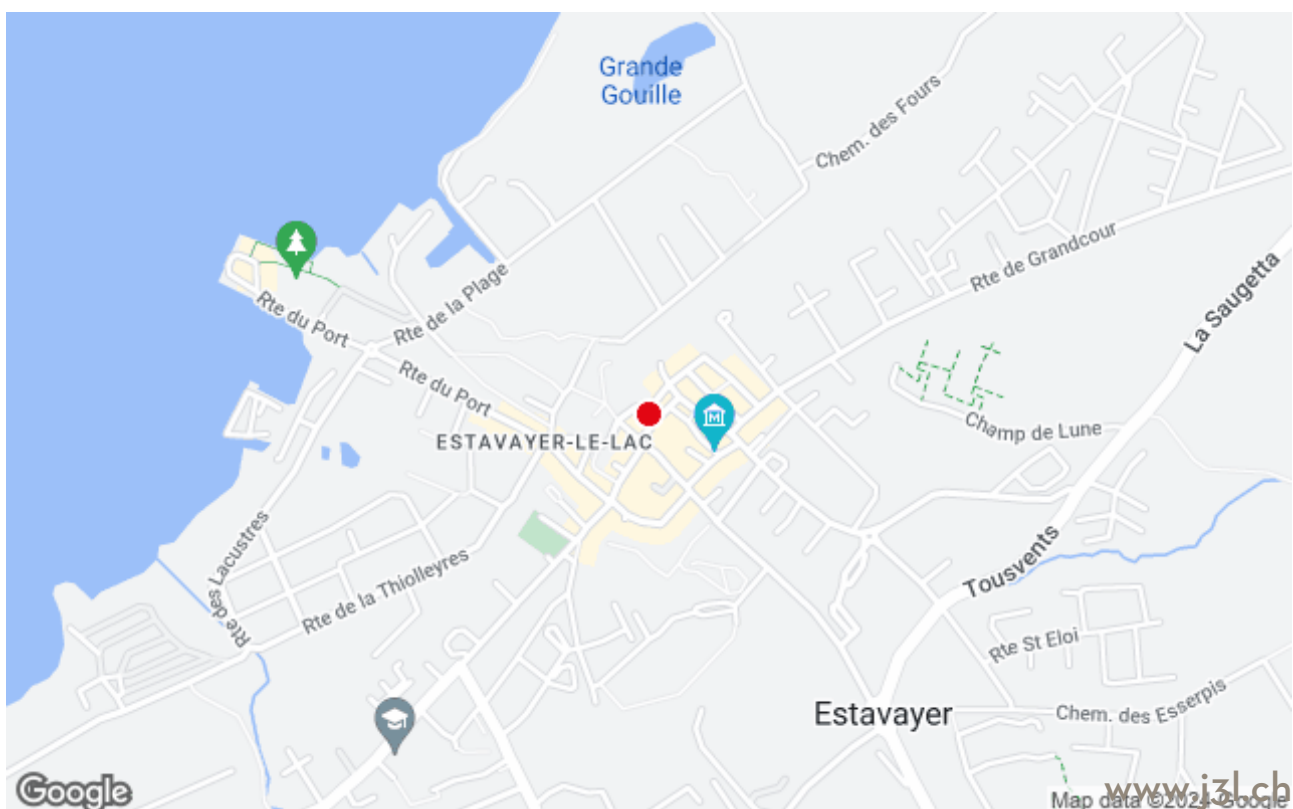 Grande
Gouille
Chem. des Fours
Rte de Grandcour
La Saugetta
Rte de la Plage
Rte du Port
Rte du Port
ESTAVAYER-LE-LAC
M
Champ de Lune
Rte des Lacustres
Rte de la Thiolleyres
Tousvents
Rte St Eloi
Estavayer
Chem. des Esserpis
Google
www.j3l.ch
Map data ©2024 Google